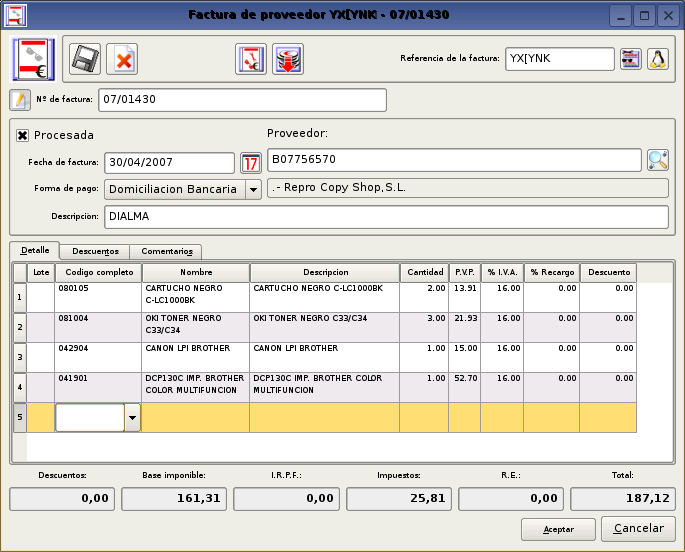 Factura de proveedor YX[YNK - 07/01430
Referencia de la factura: YX[YNK
Nº de factura: 07/01430
Procesada
Proveedor:
Fecha de factura: 30/04/2007 17 B07756570
Forma de pago: Domiciliacion Bancaria .- Repro Copy Shop,S.L.
Descripción: DIALMA
Detalle Descuentos Comentarios
Lote Codigo completo Nombre Descripcion Cantidad P.V.P. % I.V.A. % Recargo Descuento
1 080105 CARTUCHO NEGRO C-LC1000BK CARTUCHO NEGRO C-LC1000BK 2.00 13.91 16.00 0.00 0.00
2 081004 OKI TONER NEGRO C33/C34 OKI TONER NEGRO C33/C34 3.00 21.93 16.00 0.00 0.00
3 042904 CANON LPI BROTHER CANON LPI BROTHER 1.00 15.00 16.00 0.00 0.00
4 041901 DCP130C IMP. BROTHER COLOR MULTIFUNCION DCP130C IMP. BROTHER COLOR MULTIFUNCION 1.00 52.70 16.00 0.00 0.00
5
Descuentos: Base imponible: I.R.P.F.: Impuestos: R.E.: Total:
0,00 161,31 0,00 25,81 0,00 187,12
Aceptar Cancelar